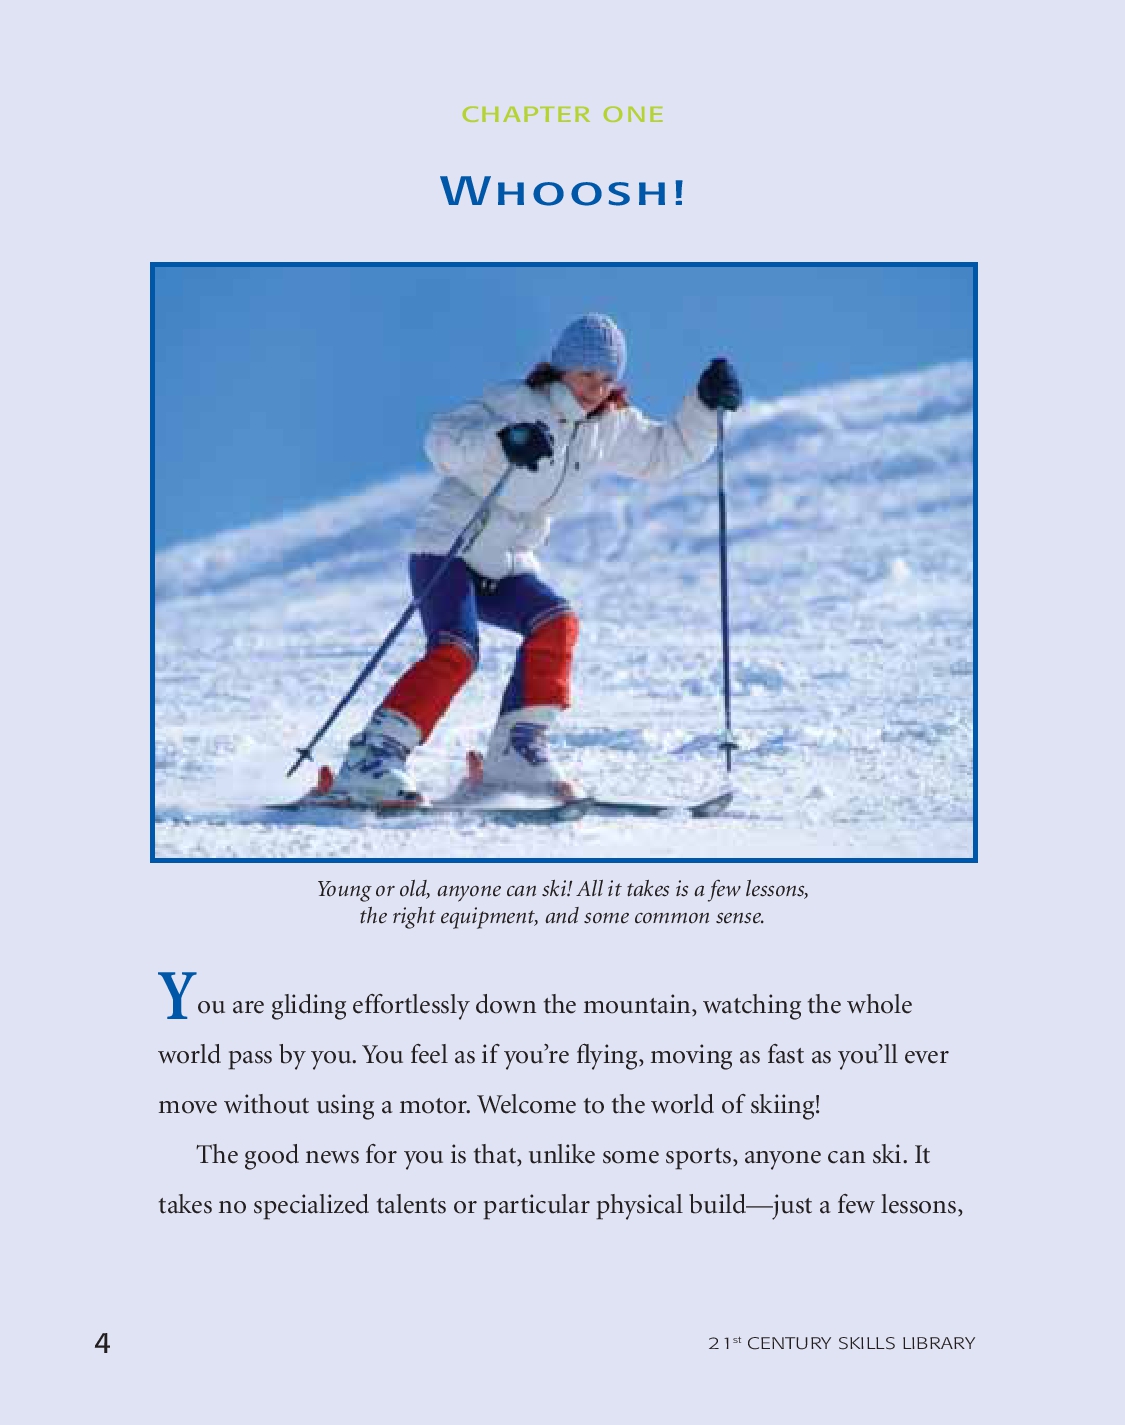 CHAPTER ONE
WHOOSH!
Young or old, anyone can ski! All it takes is a few lessons,
the right equipment, and some common sense.
You are gliding effortlessly down the mountain, watching the whole
world pass by you. You feel as if you’re flying, moving as fast as you’ll ever
move without using a motor. Welcome to the world of skiing!
The good news for you is that, unlike some sports, anyone can ski. It
takes no specialized talents or particular physical build—just a few lessons,
4
21st CENTURY SKILLS LIBRARY